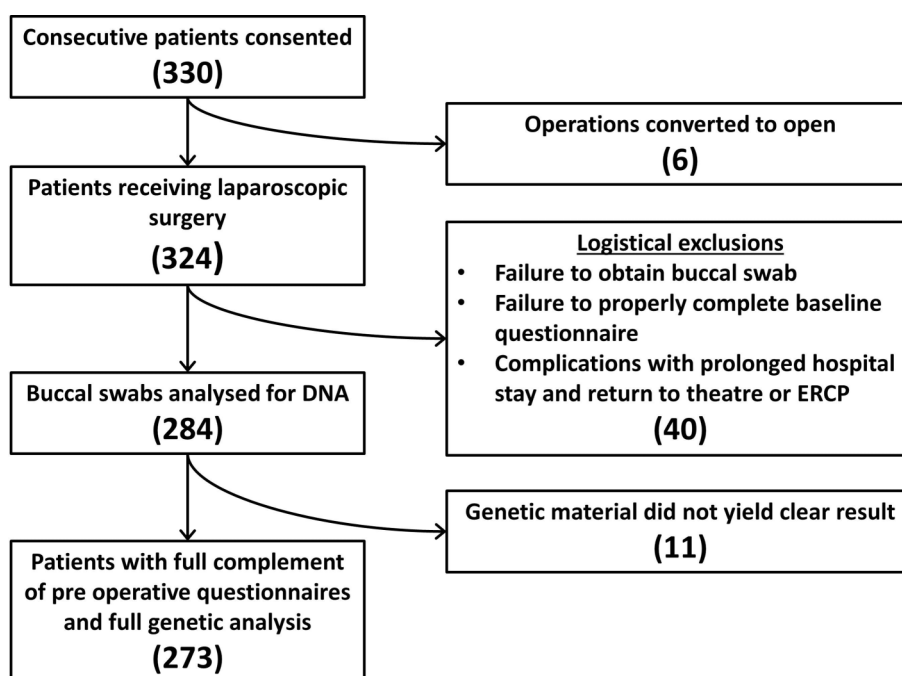 Consecutive patients consented
(330)
Operations converted to open
(6)
Patients receiving laparoscopic
surgery
(324)
Logistical exclusions
• Failure to obtain buccal swab
• Failure to properly complete baseline
questionnaire
• Complications with prolonged hospital
stay and return to theatre or ERCP
(40)
Buccal swabs analysed for DNA
(284)
Genetic material did not yield clear result
(11)
Patients with full complement
of pre operative questionnaires
and full genetic analysis
(273)